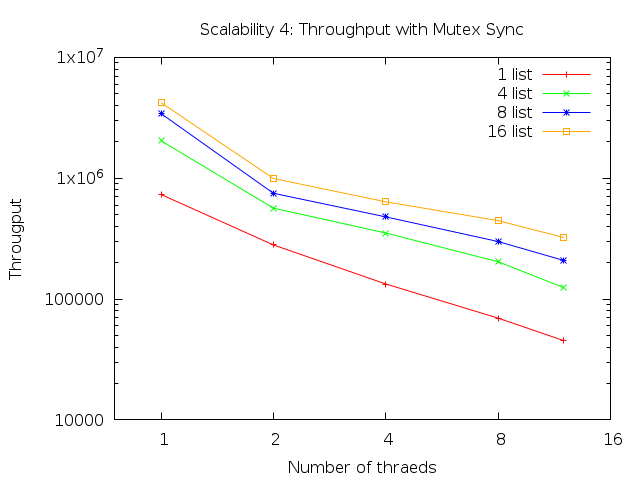 Scalability 4: Throughput with Mutex Sync
1x10^7
1x10^6
100000
10000
Througput
1 list
4 list
8 list
16 list
1 2 4 8 16
Number of thraeds